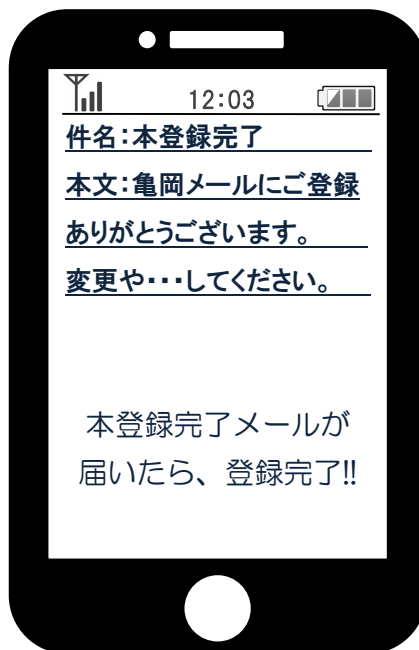 12:03
件名：本登録完了
本文：亀岡メールにご登録
ありがとうございます。
変更や・・・してください。
本登録完了メールが
届いたら、登録完了!!